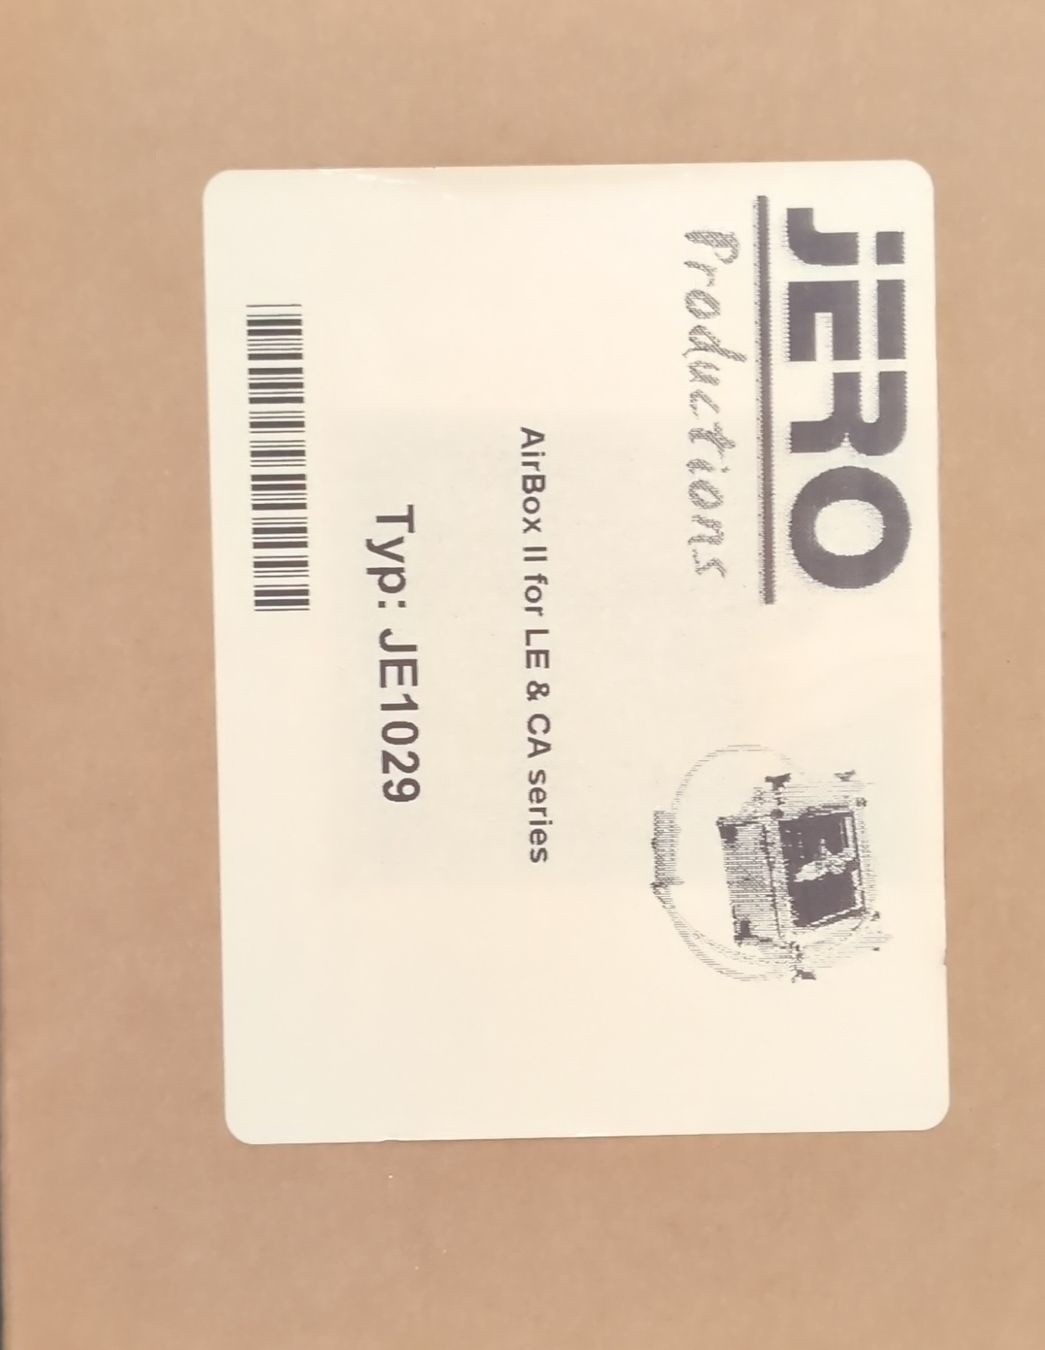 JERO
Productions
AirBox II for LE & CA series
Typ: JE1029